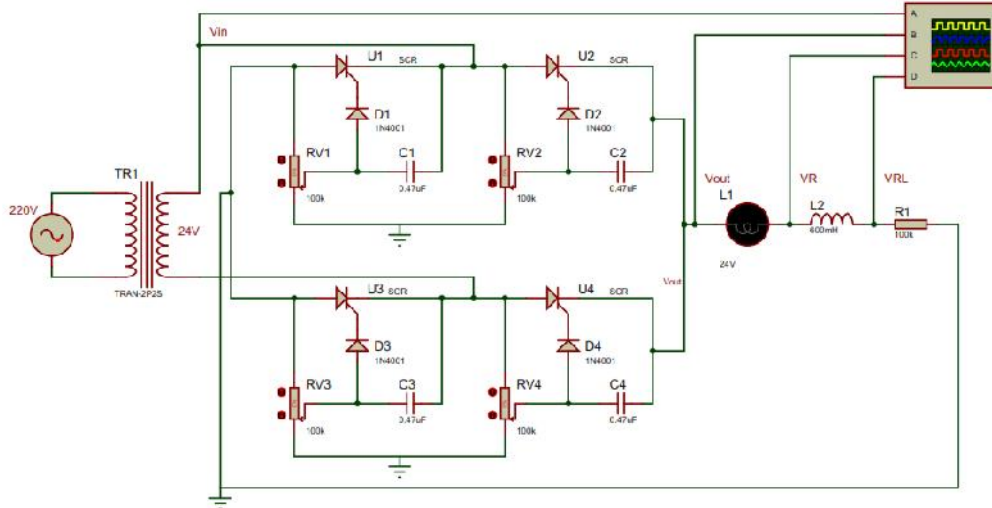 A
B
C
D
Vin
U1
SCR
U2
SCR
D1
1N4001
D2
1N4001
RV1
C1
RV2
C2
100k
0.47uF
100k
0.47uF
TR1
220V
24V
TRAN-2P2S
Vout
VR
VRL
L1
L2
R1
600mH
100k
24V
Vout
U3
SCR
U4
SCR
D3
1N4001
D4
1N4001
RV3
C3
RV4
C4
100k
0.47uF
100k
0.47uF